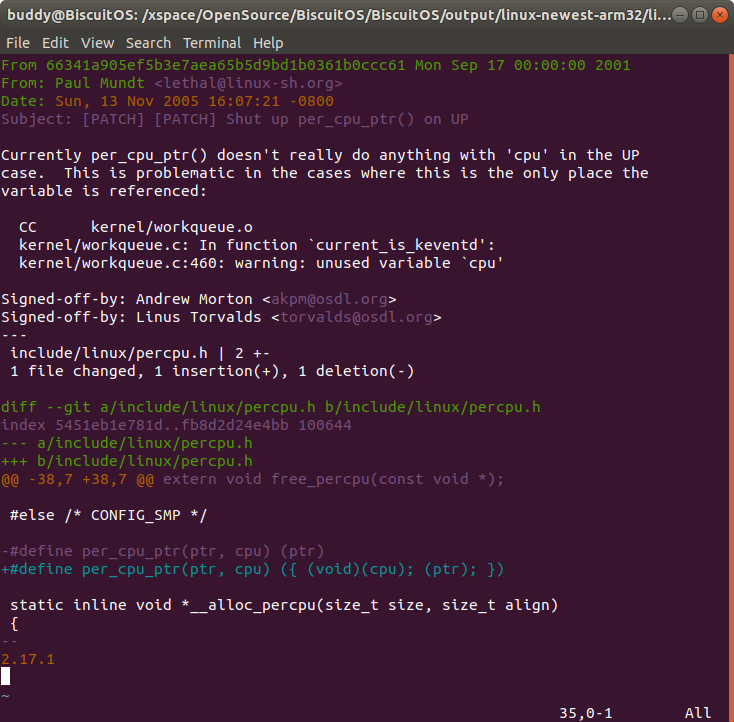 buddy@BiscuitOS: /xspace/OpenSource/BiscuitOS/BiscuitOS/output/linux-newest-arm32/li...
File Edit View Search Terminal Help
From 66341a905ef5b3e7aea65b5d9bd1b0361b0ccc61 Mon Sep 17 00:00:00 2001
From: Paul Mundt <lethal@linux-sh.org>
Date: Sun, 13 Nov 2005 16:07:21 -0800
Subject: [PATCH] [PATCH] Shut up per_cpu_ptr() on UP
Currently per_cpu_ptr() doesn't really do anything with 'cpu' in the UP
case.  This is problematic in the cases where this is the only place the
variable is referenced:
  CC      kernel/workqueue.o
  kernel/workqueue.c: In function `current_is_keventd':
  kernel/workqueue.c:460: warning: unused variable `cpu'
Signed-off-by: Andrew Morton <akpm@osdl.org>
Signed-off-by: Linus Torvalds <torvalds@osdl.org>
---
 include/linux/percpu.h | 2 +-
 1 file changed, 1 insertion(+), 1 deletion(-)
diff --git a/include/linux/percpu.h b/include/linux/percpu.h
index 5451eb1e781d..fb8d2d24e4bb 100644
--- a/include/linux/percpu.h
+++ b/include/linux/percpu.h
@@ -38,7 +38,7 @@ extern void free_percpu(const void *);
 #else /* CONFIG_SMP */
-#define per_cpu_ptr(ptr, cpu) (ptr)
+#define per_cpu_ptr(ptr, cpu) ({ (void)(cpu); (ptr); })
 static inline void *__alloc_percpu(size_t size, size_t align)
 {
--
2.17.1
~
35,0-1 All